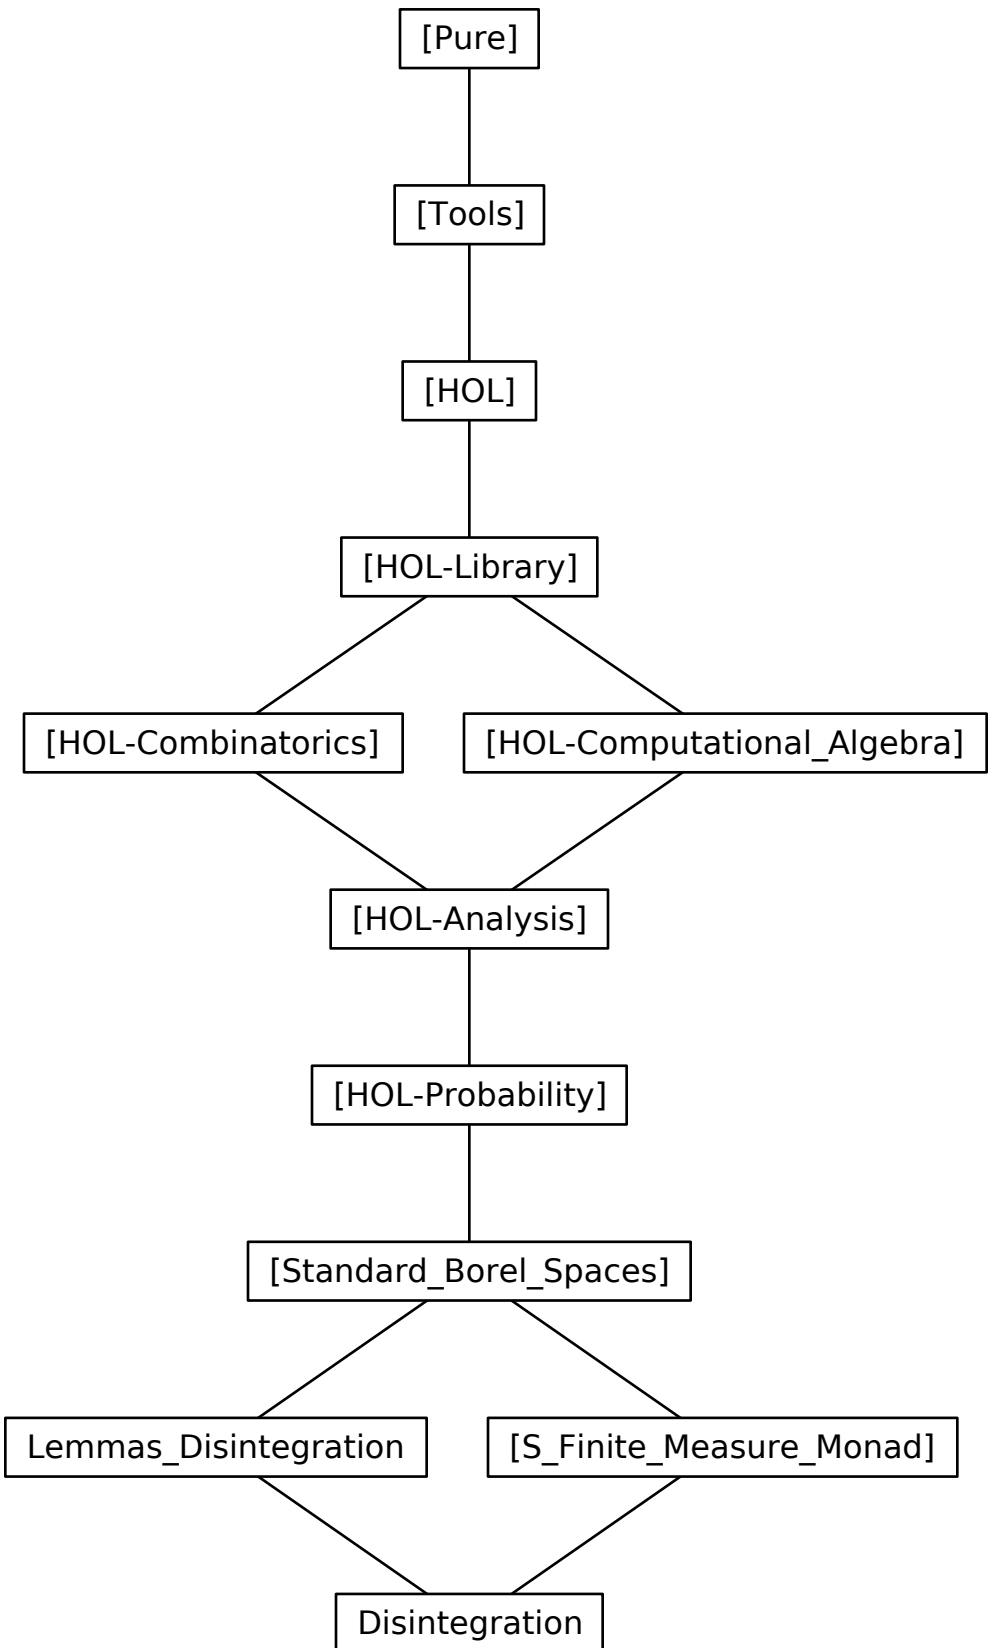 [Pure]
[Tools]
[HOL]
[HOL-Library]
[HOL-Combinatorics]
[HOL-Computational_Algebra]
[HOL-Analysis]
[HOL-Probability]
[Standard_Borel_Spaces]
Lemmas_Disintegration
[S_Finite_Measure_Monad]
Disintegration